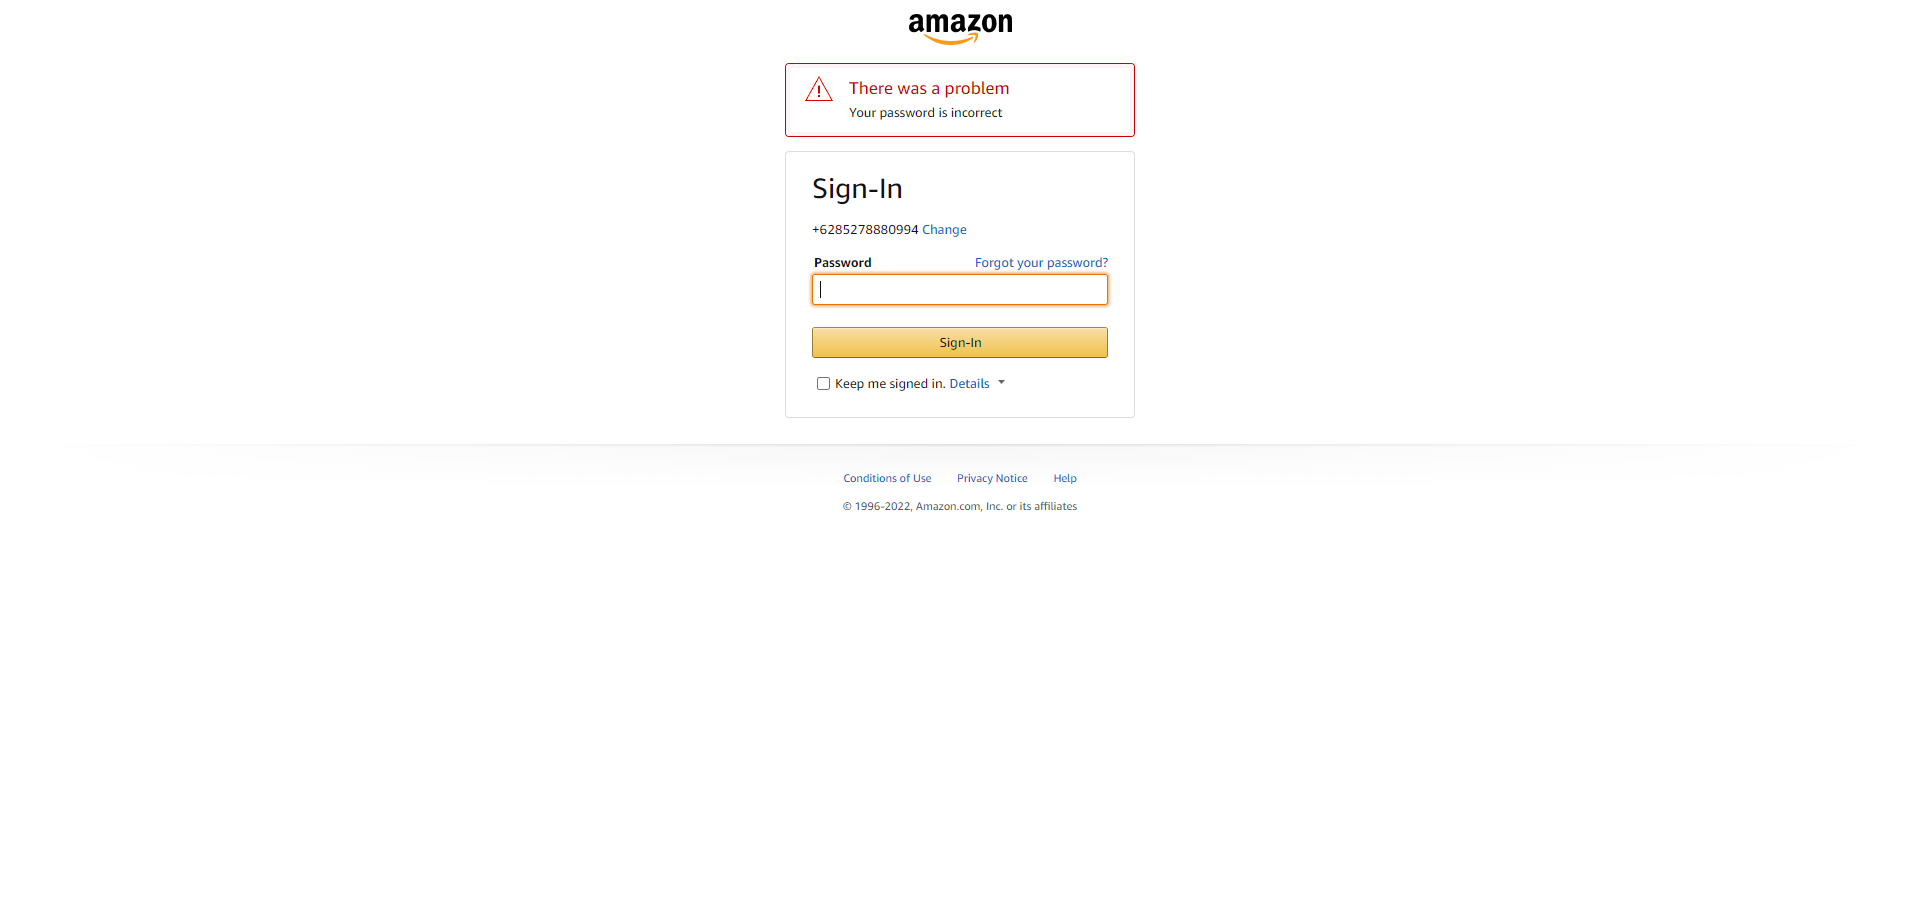 amazon
There was a problem
Your password is incorrect
Sign-In
+6285278880994 Change
Password Forgot your password?
Sign-In
Keep me signed in. Details
Conditions of Use Privacy Notice Help
© 1996-2022, Amazon.com, Inc. or its affiliates